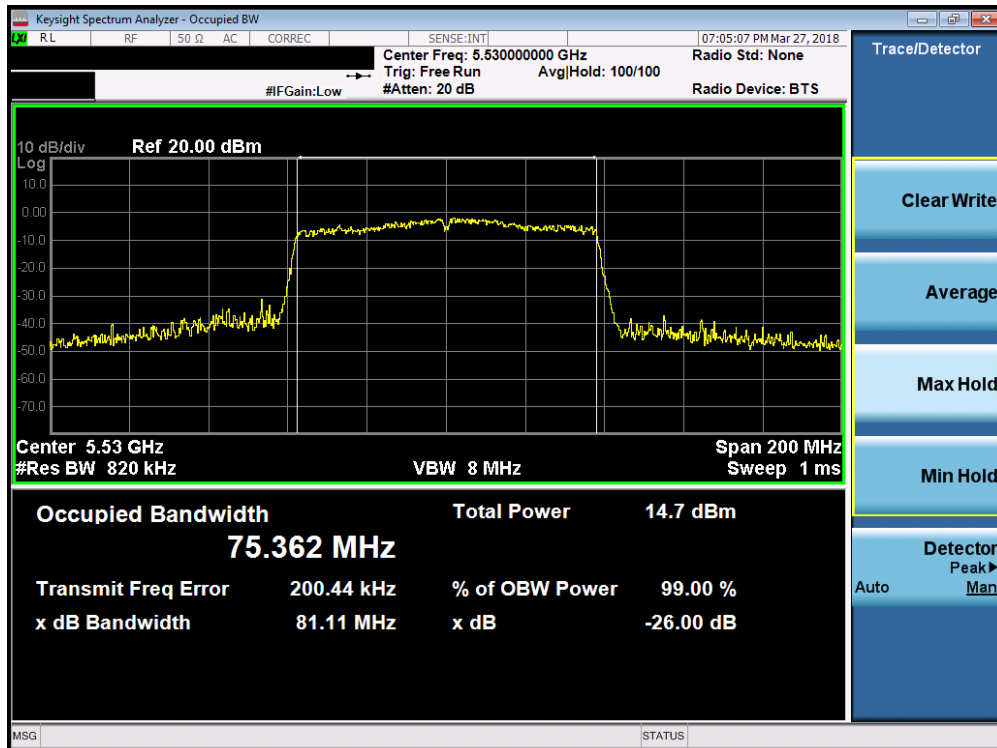 Keysight Spectrum Analyzer - Occupied BW
LXI RL RF 50 Ω AC CORREC SENSE:INT 07:05:07 PM Mar 27, 2018
Center Freq: 5.530000000 GHz Radio Std: None
Trig: Free Run Avg|Hold: 100/100
#IFGain:Low #Atten: 20 dB Radio Device: BTS
10 dB/div Ref 20.00 dBm
Log
10.0
0.00
-10.0
-20.0
-30.0
-40.0
-50.0
-60.0
-70.0
Center 5.53 GHz Span 200 MHz
#Res BW 820 kHz VBW 8 MHz Sweep 1 ms
Occupied Bandwidth Total Power 14.7 dBm
75.362 MHz
Transmit Freq Error 200.44 kHz % of OBW Power 99.00 %
x dB Bandwidth 81.11 MHz x dB -26.00 dB
MSG STATUS
Trace/Detector
Clear Write
Average
Max Hold
Min Hold
Detector
Peak▶
Auto Man